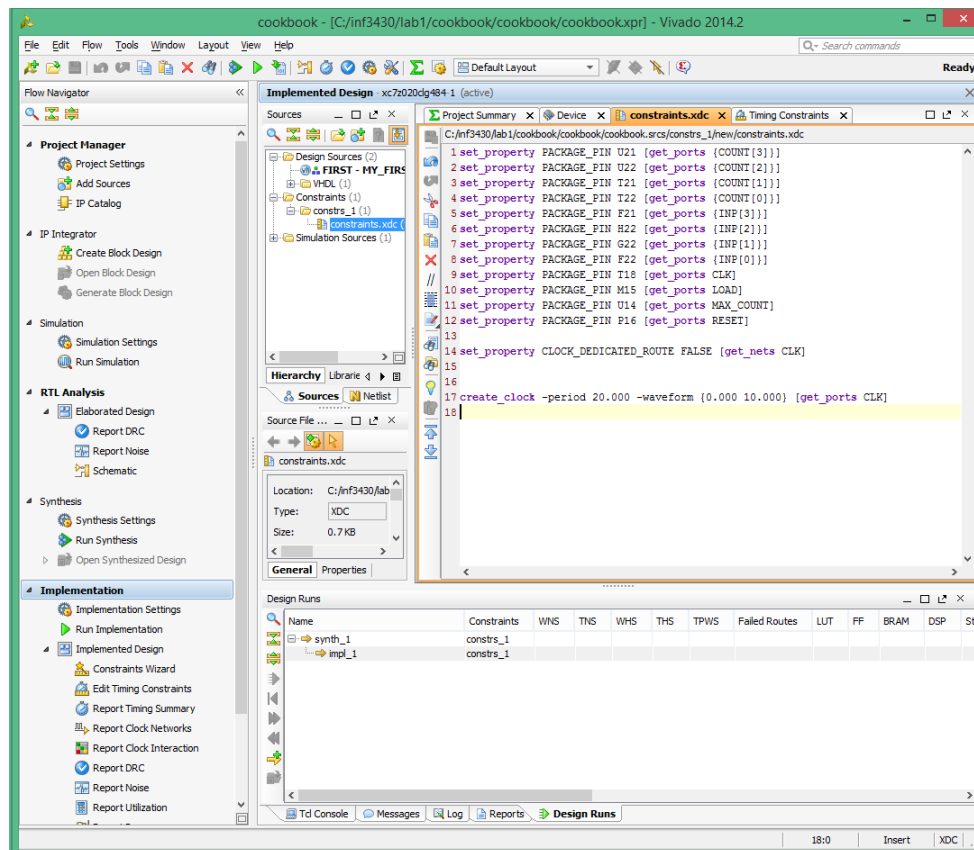 cookbook - [C:/inf3430/lab1/cookbook/cookbook/cookbook.xpr] - Vivado 2014.2
File Edit Flow Tools Window Layout View Help
Search commands
Default Layout
Ready
Flow Navigator
Project Manager
Project Settings
Add Sources
IP Catalog
IP Integrator
Create Block Design
Open Block Design
Generate Block Design
Simulation
Simulation Settings
Run Simulation
RTL Analysis
Elaborated Design
Report DRC
Report Noise
Schematic
Synthesis
Synthesis Settings
Run Synthesis
Open Synthesized Design
Implementation
Implementation Settings
Run Implementation
Implemented Design
Constraints Wizard
Edit Timing Constraints
Report Timing Summary
Report Clock Networks
Report Clock Interaction
Report DRC
Report Noise
Report Utilization
Implemented Design - xc7z020clg484-1 (active)
Sources
Design Sources (2)
FIRST - MY_FIRS
VHDL (1)
Constraints (1)
constrs_1 (1)
constraints.xdc (
Simulation Sources (1)
Hierarchy Librarie
Sources Netlist
Source File ...
constraints.xdc
Location: C:/inf3430/lab
Type: XDC
Size: 0.7 KB
General Properties
Project Summary Device constraints.xdc Timing Constraints
C:/inf3430/lab1/cookbook/cookbook/cookbook.srcs/constrs_1/new/constraints.xdc
1 set_property PACKAGE_PIN U21 [get_ports {COUNT[3]}]
2 set_property PACKAGE_PIN U22 [get_ports {COUNT[2]}]
3 set_property PACKAGE_PIN T21 [get_ports {COUNT[1]}]
4 set_property PACKAGE_PIN T22 [get_ports {COUNT[0]}]
5 set_property PACKAGE_PIN F21 [get_ports {INP[3]}]
6 set_property PACKAGE_PIN H22 [get_ports {INP[2]}]
7 set_property PACKAGE_PIN G22 [get_ports {INP[1]}]
8 set_property PACKAGE_PIN F22 [get_ports {INP[0]}]
9 set_property PACKAGE_PIN T18 [get_ports CLK]
10 set_property PACKAGE_PIN M15 [get_ports LOAD]
11 set_property PACKAGE_PIN U14 [get_ports MAX_COUNT]
12 set_property PACKAGE_PIN P16 [get_ports RESET]
13
14 set_property CLOCK_DEDICATED_ROUTE FALSE [get_nets CLK]
15
16
17 create_clock -period 20.000 -waveform {0.000 10.000} [get_ports CLK]
18
Design Runs
Name Constraints WNS TNS WHS THS TPWS Failed Routes LUT FF BRAM DSP St
synth_1 constrs_1
impl_1 constrs_1
Tcl Console Messages Log Reports Design Runs
18:0 Insert XDC